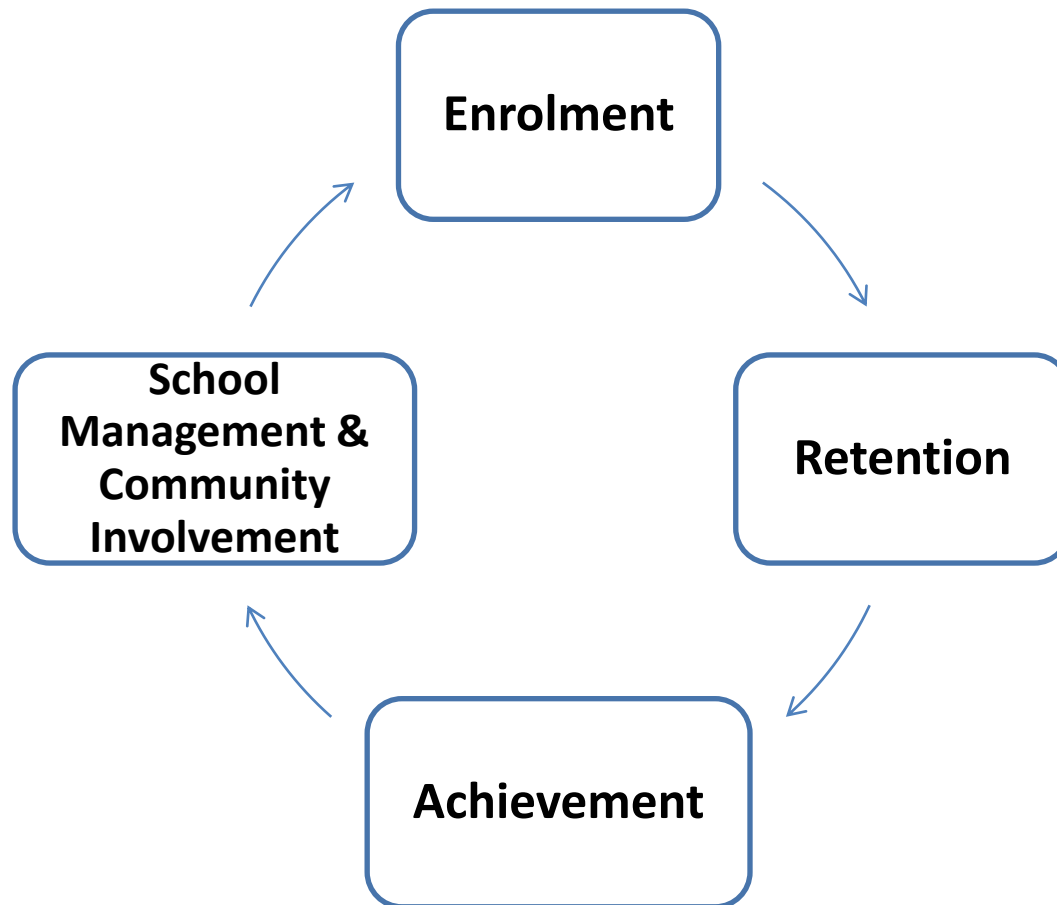 Enrolment
School
Management &
Community
Involvement
Retention
Achievement